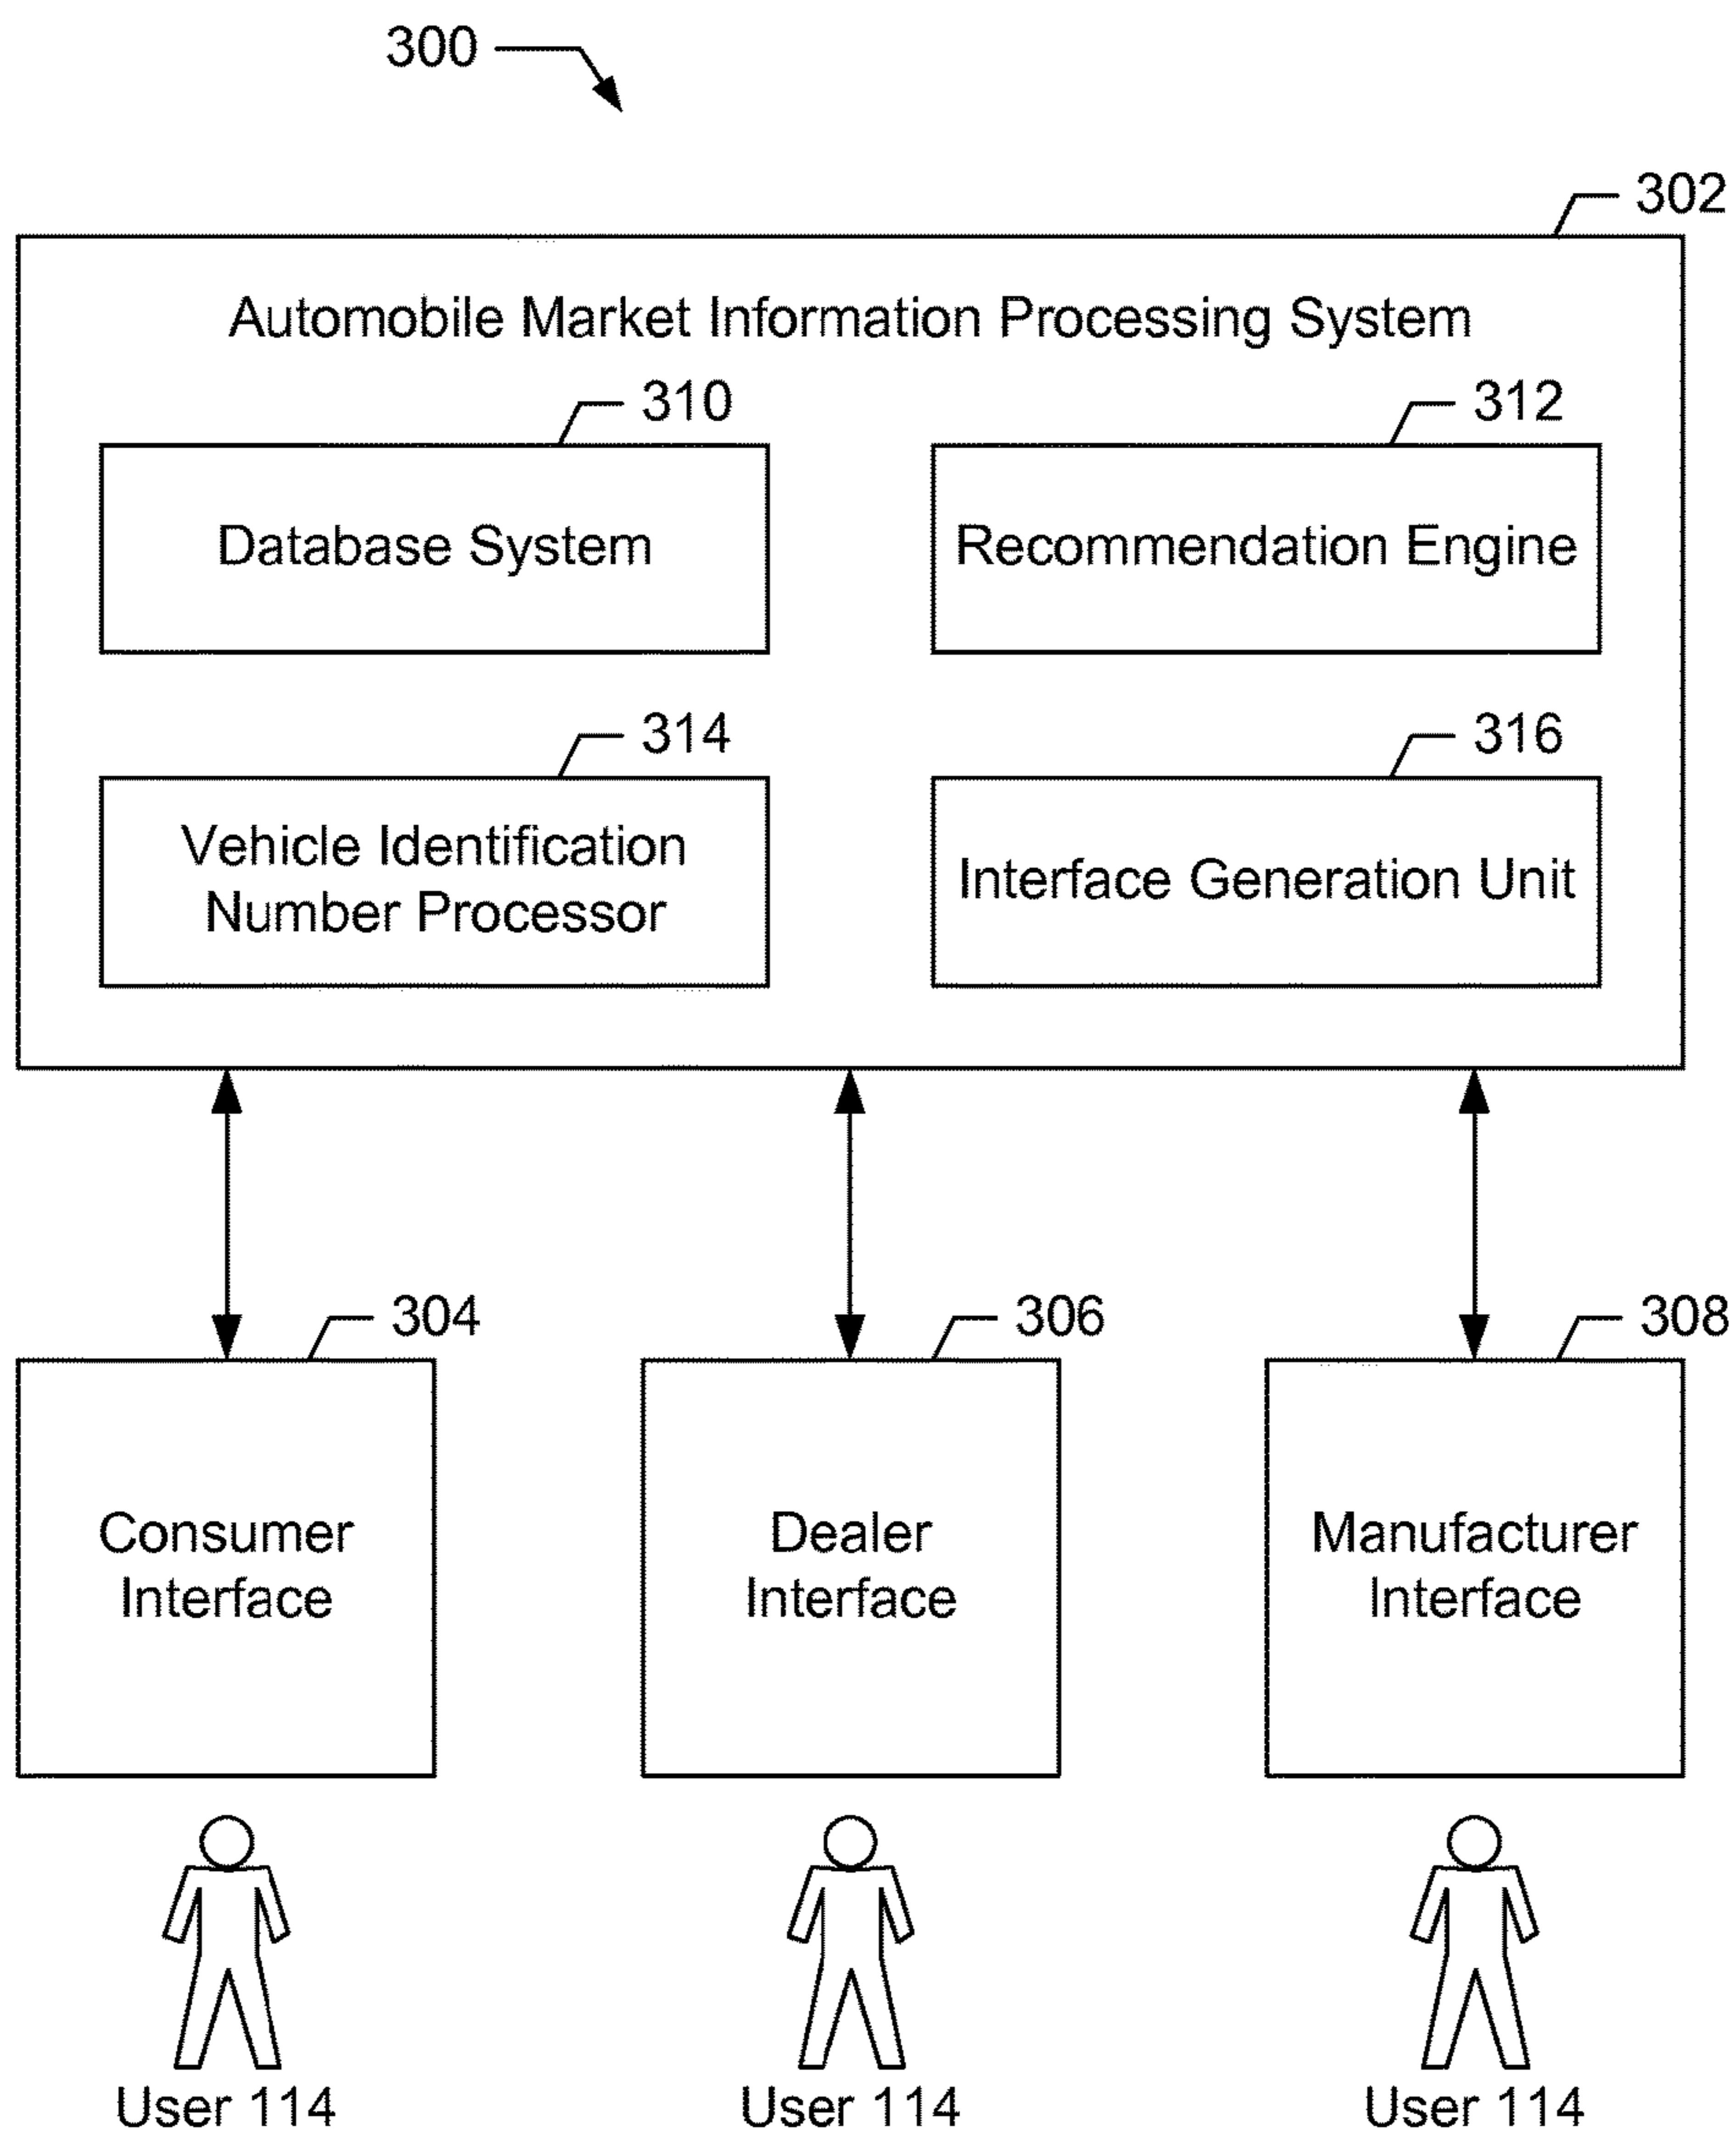 300
302
Automobile Market Information Processing System
310
312
Database System
Recommendation Engine
314
316
Vehicle Identification
Number Processor
Interface Generation Unit
304
306
308
Consumer
Interface
Dealer
Interface
Manufacturer
Interface
User 114
User 114
User 114